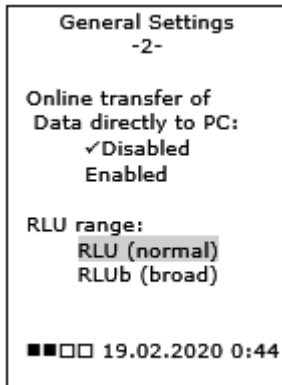 General Settings
-2-
Online transfer of
Data directly to PC:
✓Disabled
Enabled
RLU range:
RLU (normal)
RLUb (broad)
■■□□ 19.02.2020 0:44